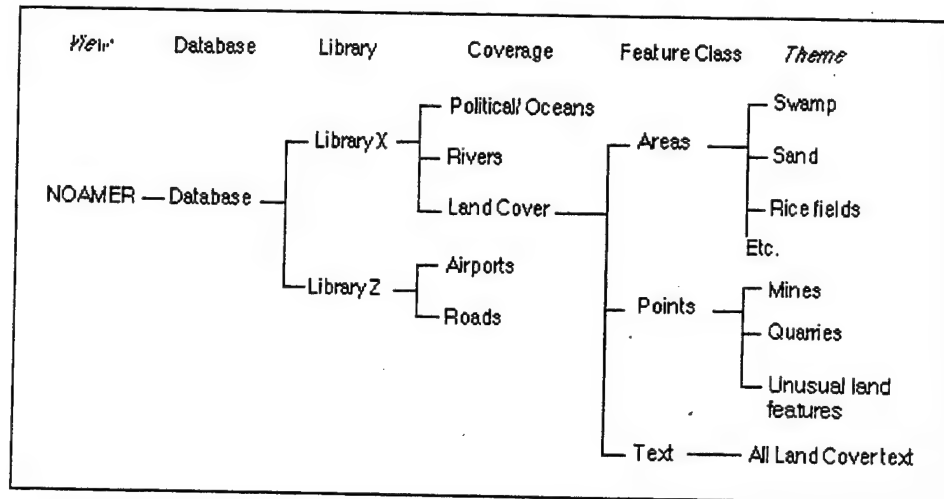 View Database Library Coverage Feature Class Theme
Political/Oceans Swamp
Library X Areas
Rivers Sand
NOAMER Database
Land Cover Rice fields
Etc.
Airports
Library Z Mines
Points
Roads Quarries
Unusual land
features
Text All Land Cover text